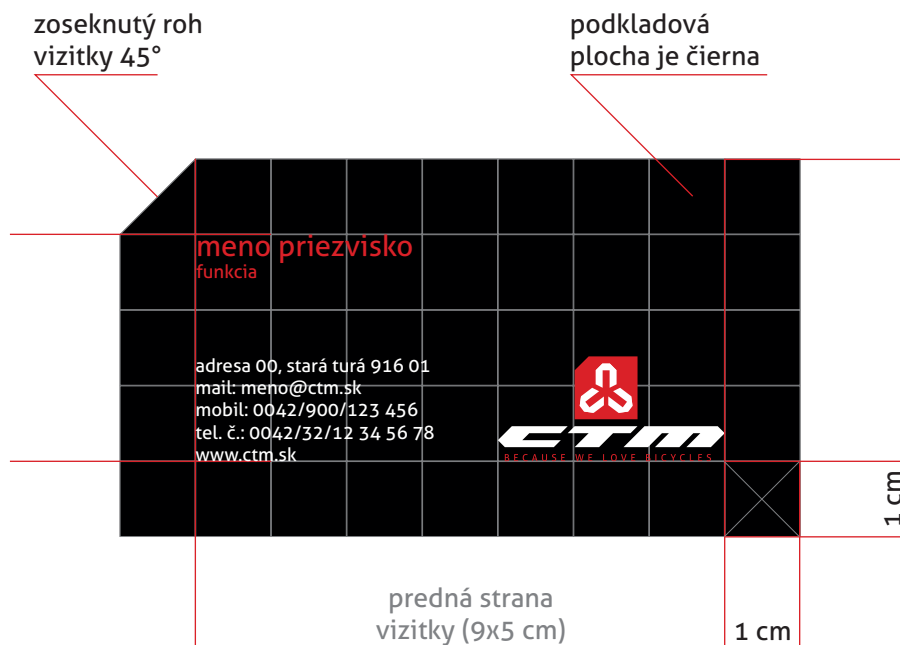 zoseknutý roh
vizitky 45°
podkladová
plocha je čierna
meno priezvisko
funkcia
adresa 00, stará turá 916 01
mail: meno@ctm.sk
mobil: 0042/900/123 456
tel. č.: 0042/32/12 34 56 78
www.ctm.sk
CTM
BECAUSE WE LOVE BICYCLES
1 cm
predná strana
vizitky (9x5 cm)
1 cm